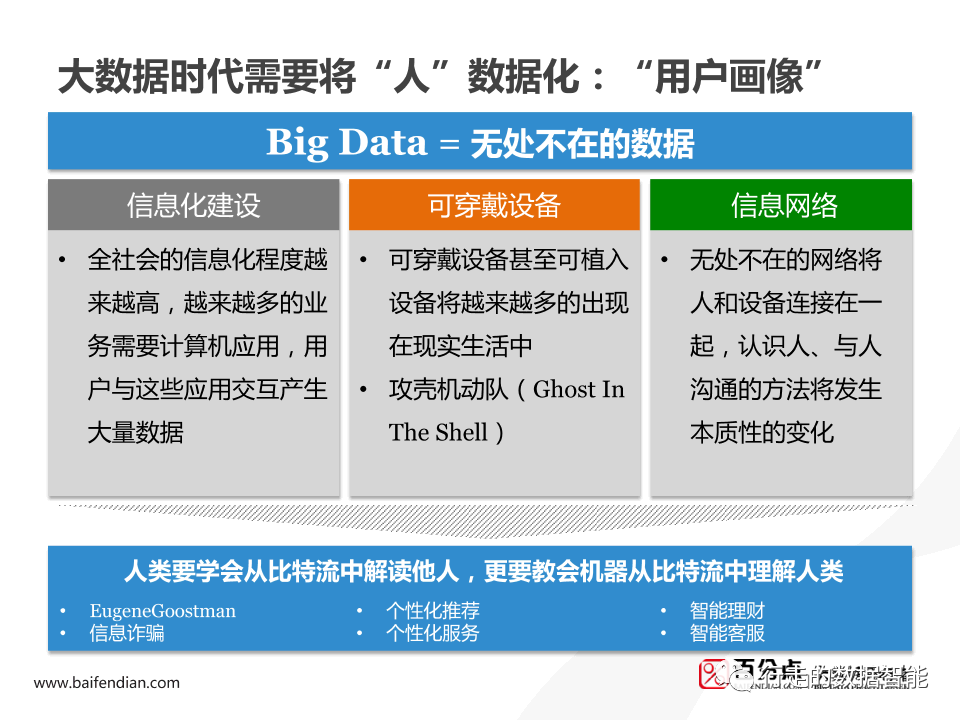 大数据时代需要将“人”数据化：“用户画像”
Big Data = 无处不在的数据
信息化建设
• 全社会的信息化程度越
来越高，越来越多的业
务需要计算机应用，用
户与这些应用交互产生
大量数据
可穿戴设备
• 可穿戴设备甚至可植入
设备将越来越多的出现
在现实生活中
• 攻壳机动队（Ghost In
The Shell）
信息网络
• 无处不在的网络将
人和设备连接在一
起，认识人、与人
沟通的方法将发生
本质性的变化
人类要学会从比特流中解读他人，更要教会机器从比特流中理解人类
• EugeneGoostman
• 信息诈骗
• 个性化推荐
• 个性化服务
• 智能理财
• 智能客服
www.baifendian.com
百分点
行走的数据智能